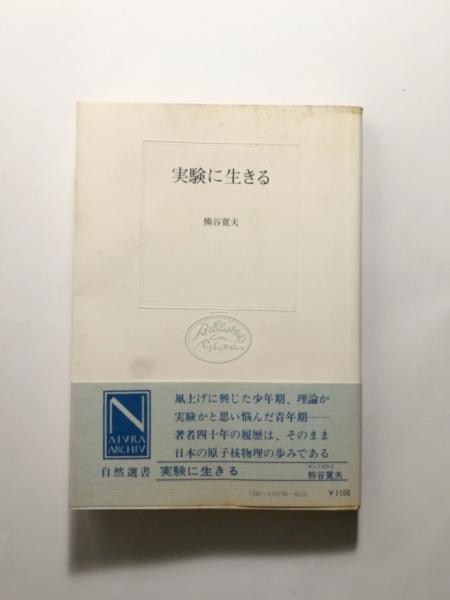 実験に生きる
熊谷寛夫
凧上げに興じた少年期、理論か
実験かと思い悩んだ青年期――
著者四十年の履歴は、そのまま
日本の原子核物理の歩みである
N
ATVRA
ARCHIV
自然選書 実験に生きる
熊谷寛夫
¥1100